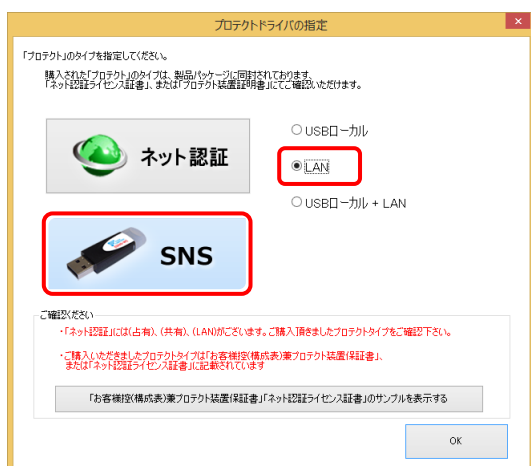 プロテクトドライバの指定
「プロテクト」のタイプを指定してください。
購入された「プロテクト」のタイプは、製品パッケージに同封されております、
「ネット認証ライセンス証書」、または「プロテクト装置証明書」にてご確認いただけます。
ネット認証
USBローカル
LAN
USBローカル + LAN
SNS
ご確認ください
・「ネット認証」には(占有)、(共有)、(LAN)がございます。ご購入頂きましたプロテクトタイプをご確認下さい。
・ご購入いただきましたプロテクトタイプは「お客様控(構成表)兼プロテクト装置保証書」、
または「ネット認証ライセンス証書」に記載されています
「お客様控(構成表)兼プロテクト装置保証書」「ネット認証ライセンス証書」のサンプルを表示する
OK